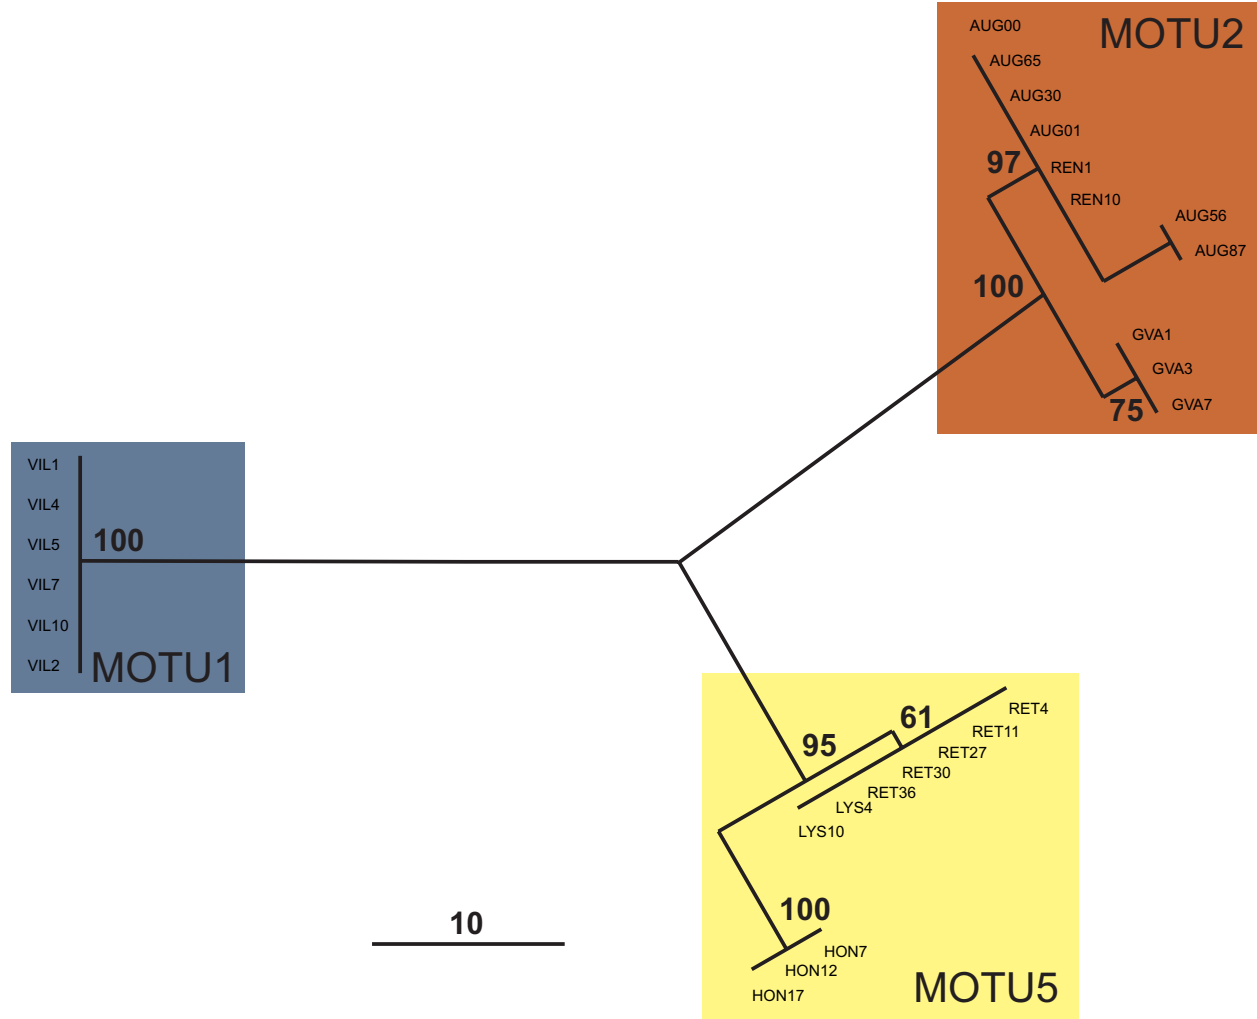 AUG00
MOTU2
AUG65
AUG30
AUG01
97
REN1
REN10
AUG56
AUG87
100
GVA1
GVA3
75
GVA7
VIL1
VIL4
VIL5
100
VIL7
VIL10
VIL2
MOTU1
61
RET4
95
RET11
RET27
RET30
RET36
LYS4
LYS10
100
10
HON7
HON12
HON17
MOTU5